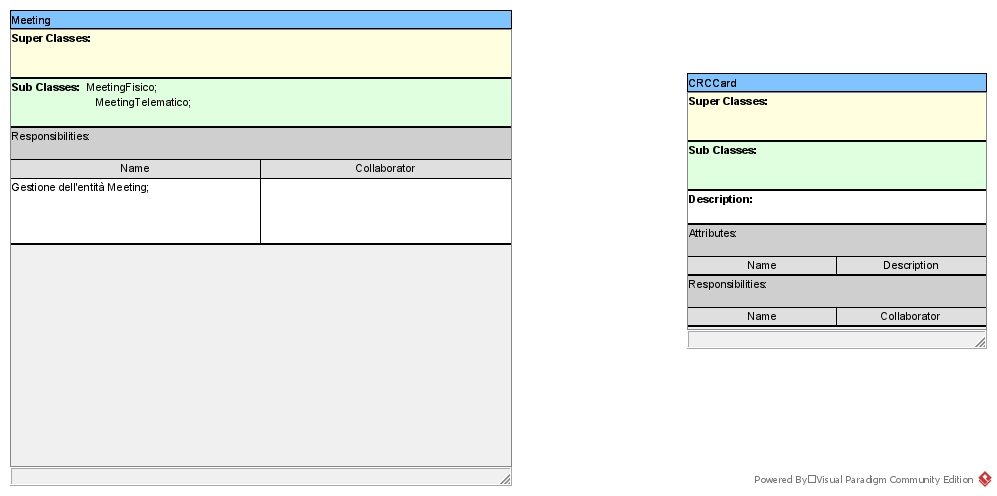 Meeting
Super Classes:
Sub Classes: MeetingFisico;
MeetingTelematico;
Responsibilities:
Name Collaborator
Gestione dell'entità Meeting;
CRCCard
Super Classes:
Sub Classes:
Description:
Attributes:
Name Description
Responsibilities:
Name Collaborator
Powered By□Visual Paradigm Community Edition